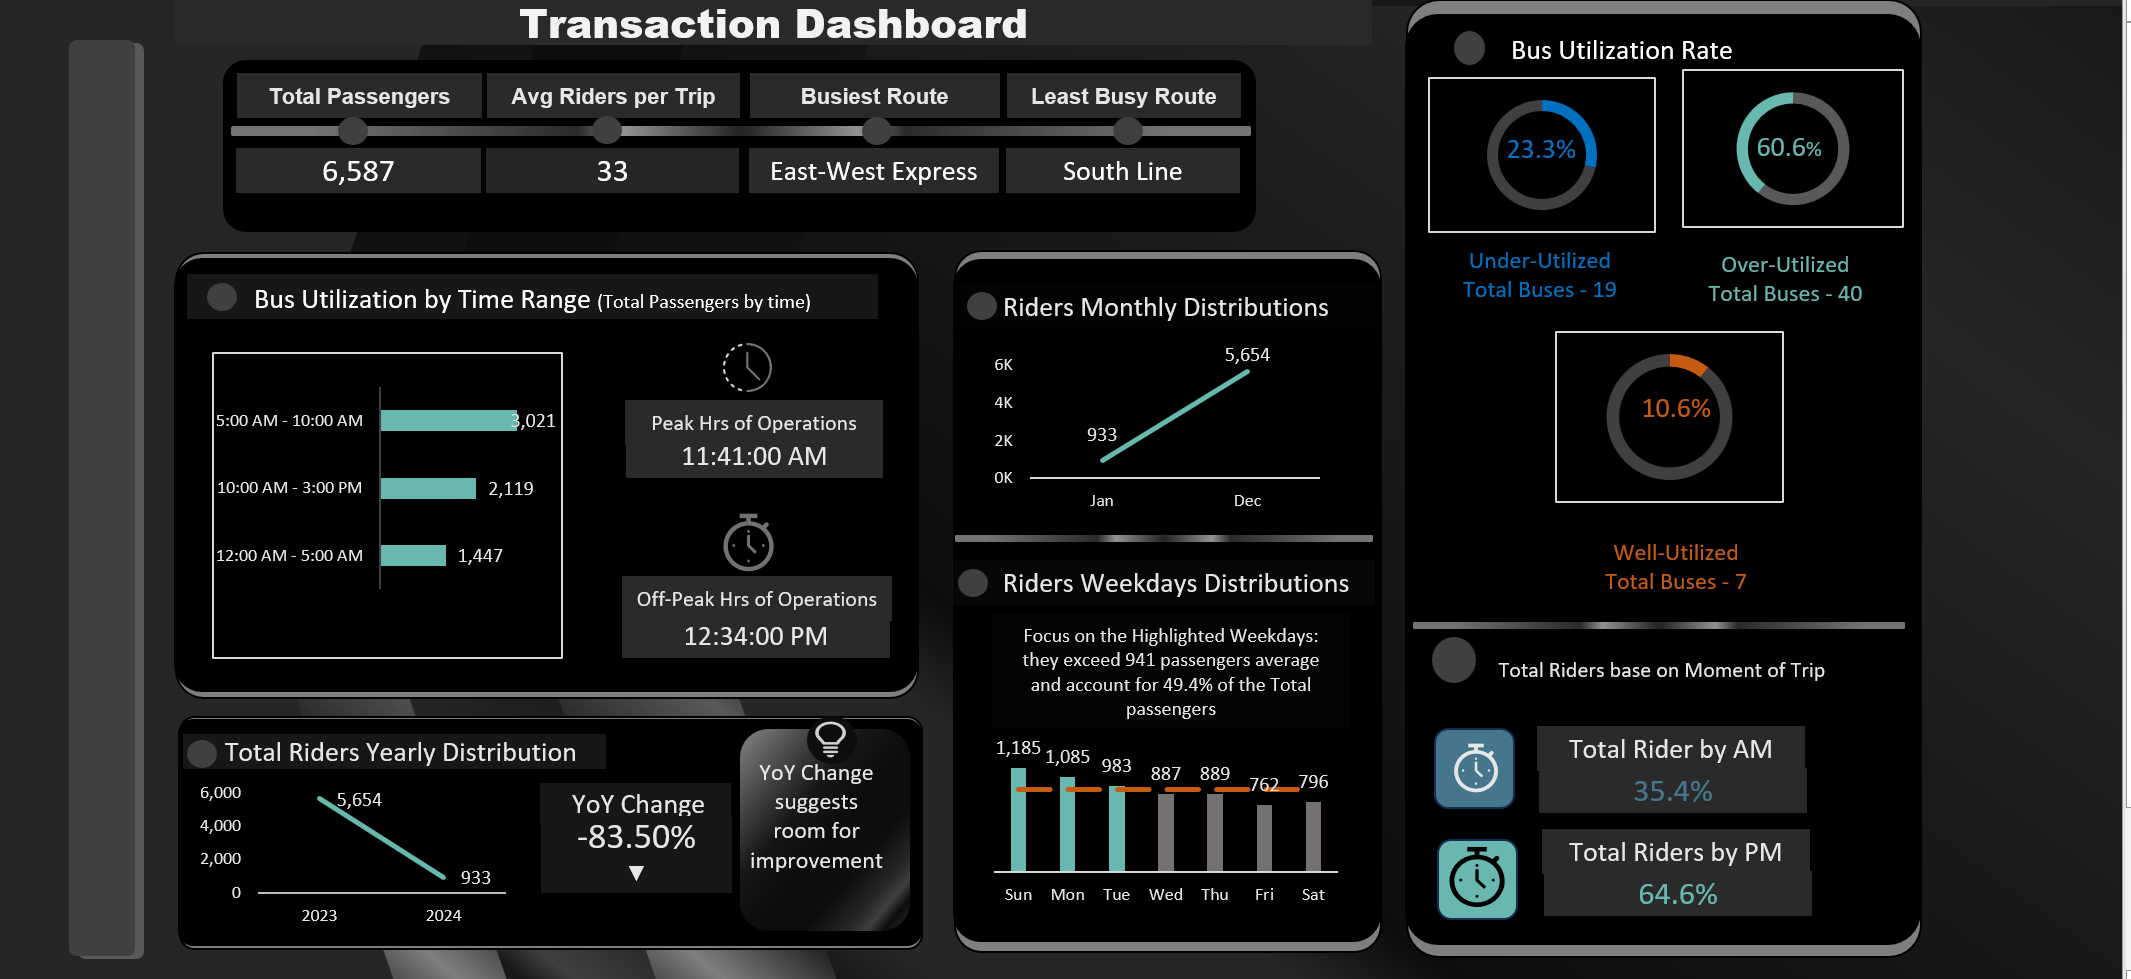 Transaction Dashboard
Total Passengers
Avg Riders per Trip
Busiest Route
Least Busy Route
6,587
33
East-West Express
South Line
Bus Utilization by Time Range (Total Passengers by time)
5:00 AM - 10:00 AM
3,021
10:00 AM - 3:00 PM
2,119
12:00 AM - 5:00 AM
1,447
Peak Hrs of Operations
11:41:00 AM
Off-Peak Hrs of Operations
12:34:00 PM
Total Riders Yearly Distribution
6,000
4,000
2,000
0
5,654
933
2023
2024
YoY Change
-83.50%
▼
YoY Change
suggests
room for
improvement
Riders Monthly Distributions
6K
4K
2K
0K
933
5,654
Jan
Dec
Riders Weekdays Distributions
Focus on the Highlighted Weekdays:
they exceed 941 passengers average
and account for 49.4% of the Total
passengers
1,185
1,085
983
887
889
762
796
Sun
Mon
Tue
Wed
Thu
Fri
Sat
Bus Utilization Rate
23.3%
60.6%
Under-Utilized
Total Buses - 19
Over-Utilized
Total Buses - 40
10.6%
Well-Utilized
Total Buses - 7
Total Riders base on Moment of Trip
Total Rider by AM
35.4%
Total Riders by PM
64.6%